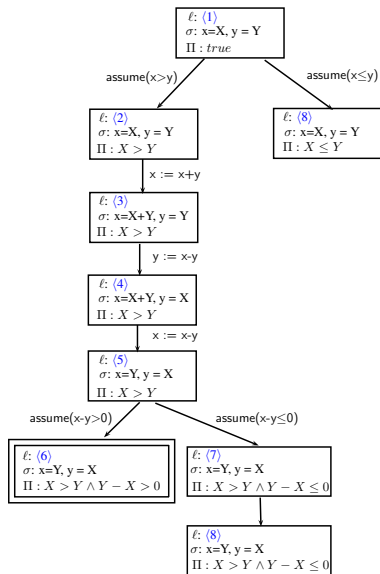 ℓ: ⟨1⟩
σ: x=X, y = Y
Π : true
assume(x>y)
assume(x≤y)
ℓ: ⟨2⟩
σ: x=X, y = Y
Π : X > Y
ℓ: ⟨8⟩
σ: x=X, y = Y
Π : X ≤ Y
x := x+y
ℓ: ⟨3⟩
σ: x=X+Y, y = Y
Π : X > Y
y := x-y
ℓ: ⟨4⟩
σ: x=X+Y, y = X
Π : X > Y
x := x-y
ℓ: ⟨5⟩
σ: x=Y, y = X
Π : X > Y
assume(x-y>0)
assume(x-y≤0)
ℓ: ⟨6⟩
σ: x=Y, y = X
Π : X > Y ∧ Y − X > 0
ℓ: ⟨7⟩
σ: x=Y, y = X
Π : X > Y ∧ Y − X ≤ 0
ℓ: ⟨8⟩
σ: x=Y, y = X
Π : X > Y ∧ Y − X ≤ 0